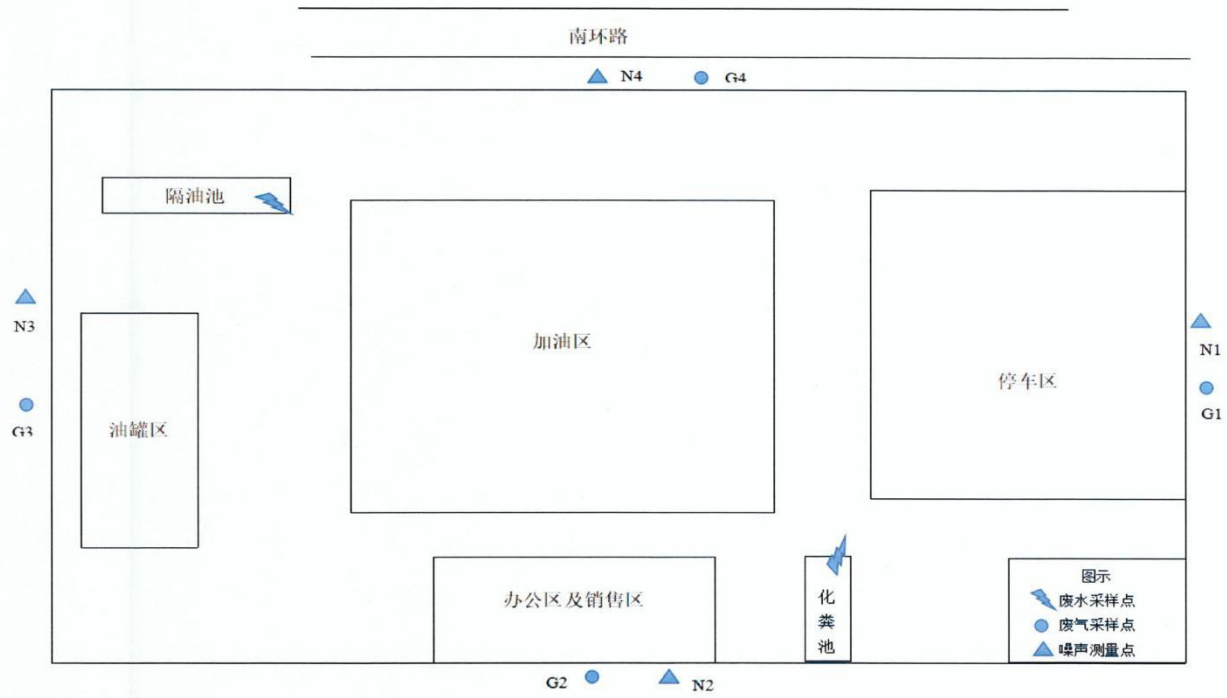 南环路
N4
G4
隔油池
N3
加油区
N1
停车区
G1
G3
油罐区
办公区及销售区
化
粪
池
图示
废水采样点
废气采样点
噪声测量点
G2
N2